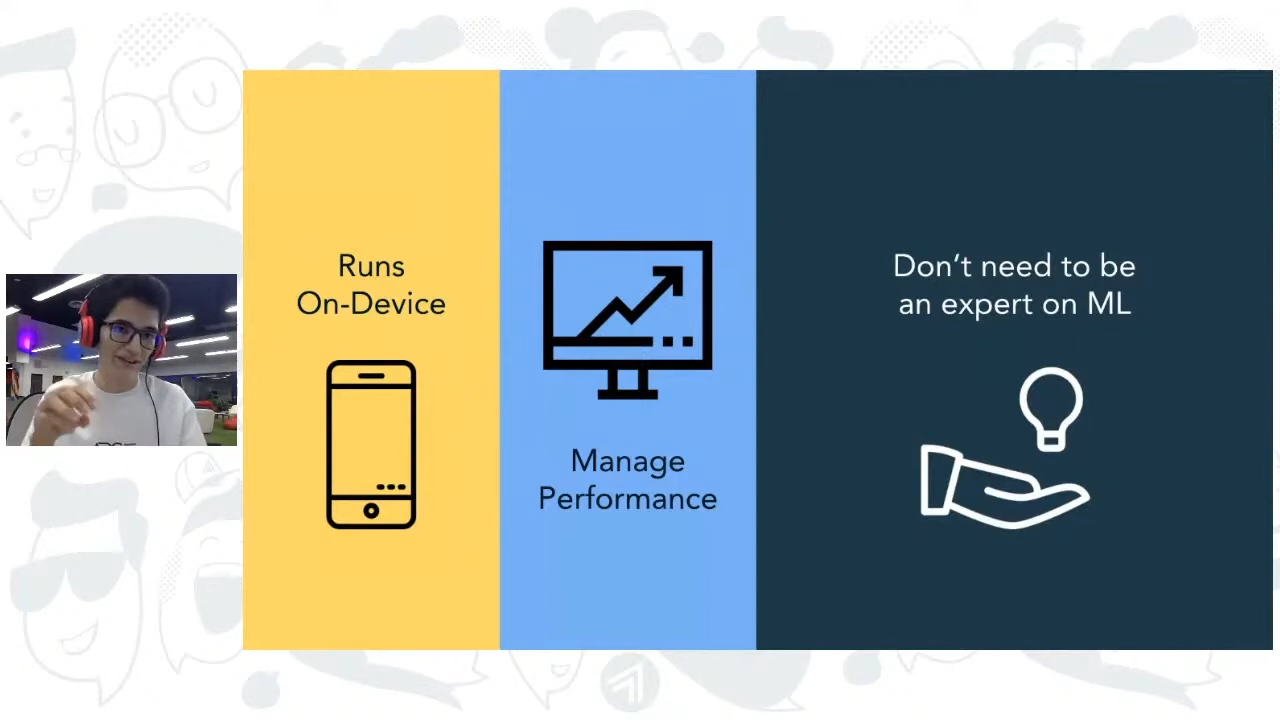 Runs
On-Device
Manage
Performance
Don't need to be
an expert on ML